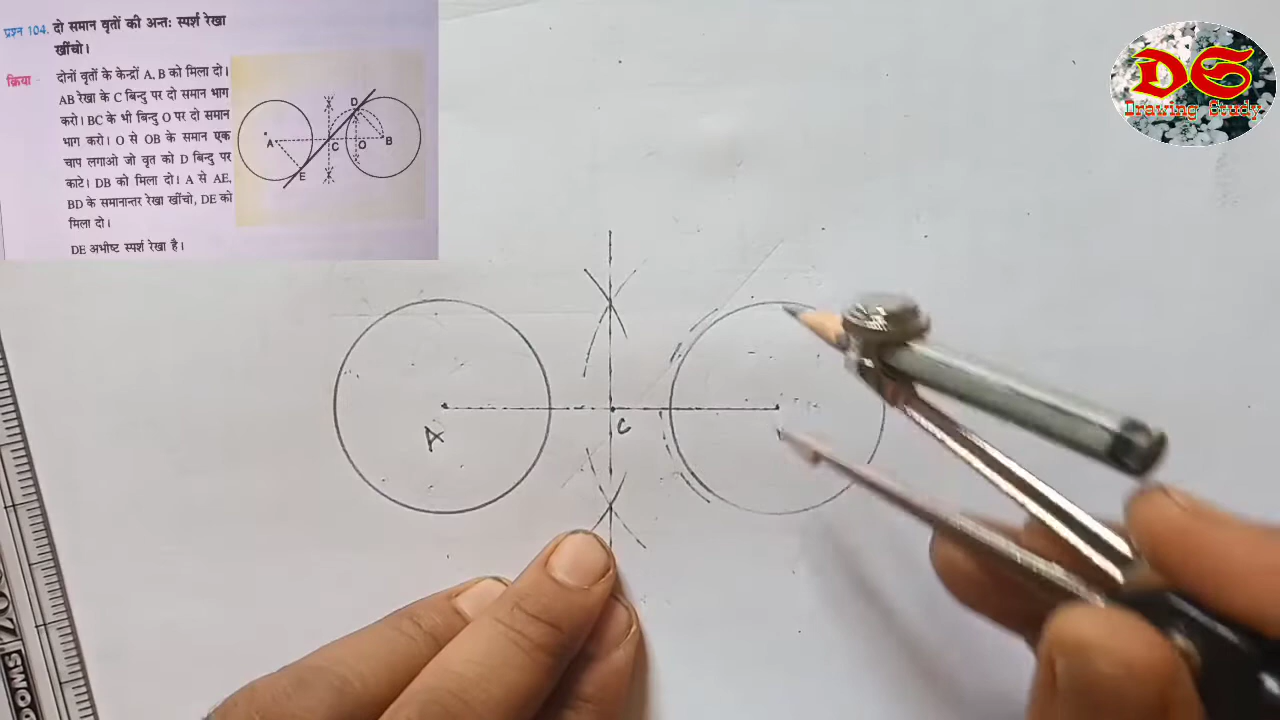 प्रश्न 104. दो समान वृतों की अन्तः स्पर्श रेखा
खींचो।
क्रिया - दोनों वृतों के केन्द्रों A, B को मिला दो।
AB रेखा के C बिन्दु पर दो समान भाग
करो। BC के भी बिन्दु O पर दो समान
भाग करो। O से OB के समान एक
चाप लगाओ जो वृत को D बिन्दु पर
काटे। DB को मिला दो। A से AE,
BD के समानान्तर रेखा खींचो, DE को
मिला दो।
DE अभीष्ट स्पर्श रेखा है।
D
A
C
O
B
E
DS
Drawing Study
A
C